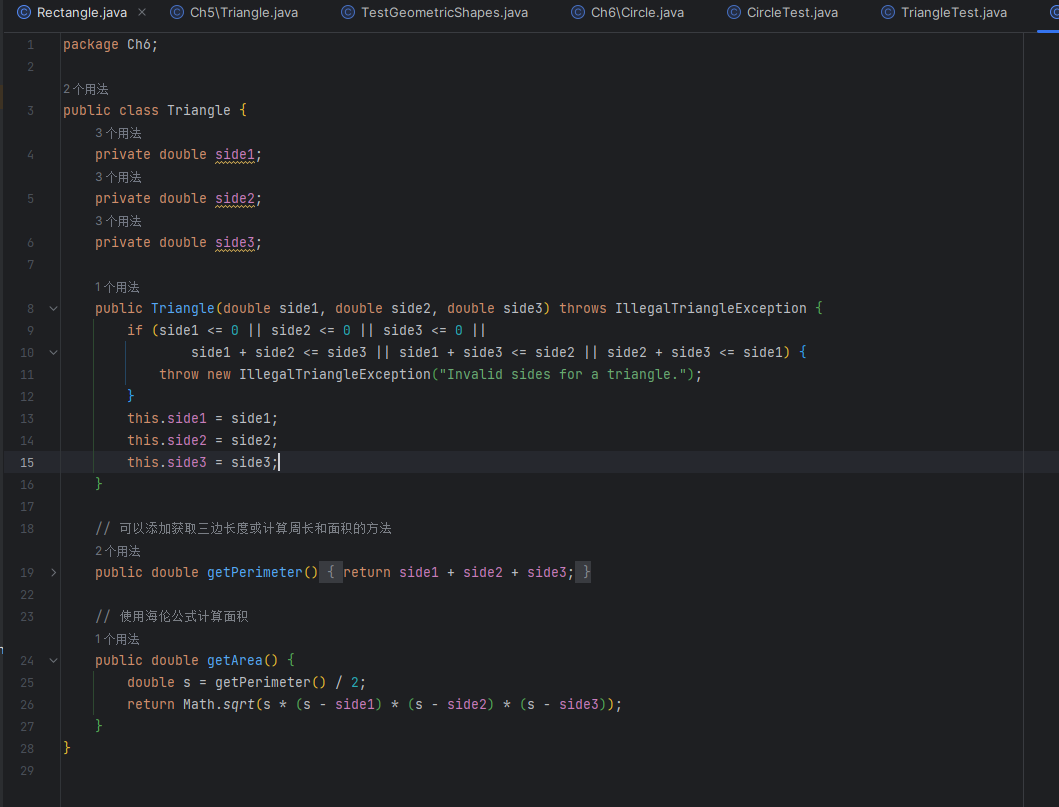 Rectangle.java × Ch5\Triangle.java TestGeometricShapes.java Ch6\Circle.java CircleTest.java TriangleTest.java
1 package Ch6;
2
2个用法
3 public class Triangle {
3个用法
4 private double side1;
3个用法
5 private double side2;
3个用法
6 private double side3;
7
1个用法
8 public Triangle(double side1, double side2, double side3) throws IllegalTriangleException {
9 if (side1 <= 0 || side2 <= 0 || side3 <= 0 ||
10 side1 + side2 <= side3 || side1 + side3 <= side2 || side2 + side3 <= side1) {
11 throw new IllegalTriangleException("Invalid sides for a triangle.");
12 }
13 this.side1 = side1;
14 this.side2 = side2;
15 this.side3 = side3;
16 }
17
18 // 可以添加获取三边长度或计算周长和面积的方法
2个用法
19 public double getPerimeter() { return side1 + side2 + side3; }
22
23 // 使用海伦公式计算面积
1个用法
24 public double getArea() {
25 double s = getPerimeter() / 2;
26 return Math.sqrt(s * (s - side1) * (s - side2) * (s - side3));
27 }
28 }
29